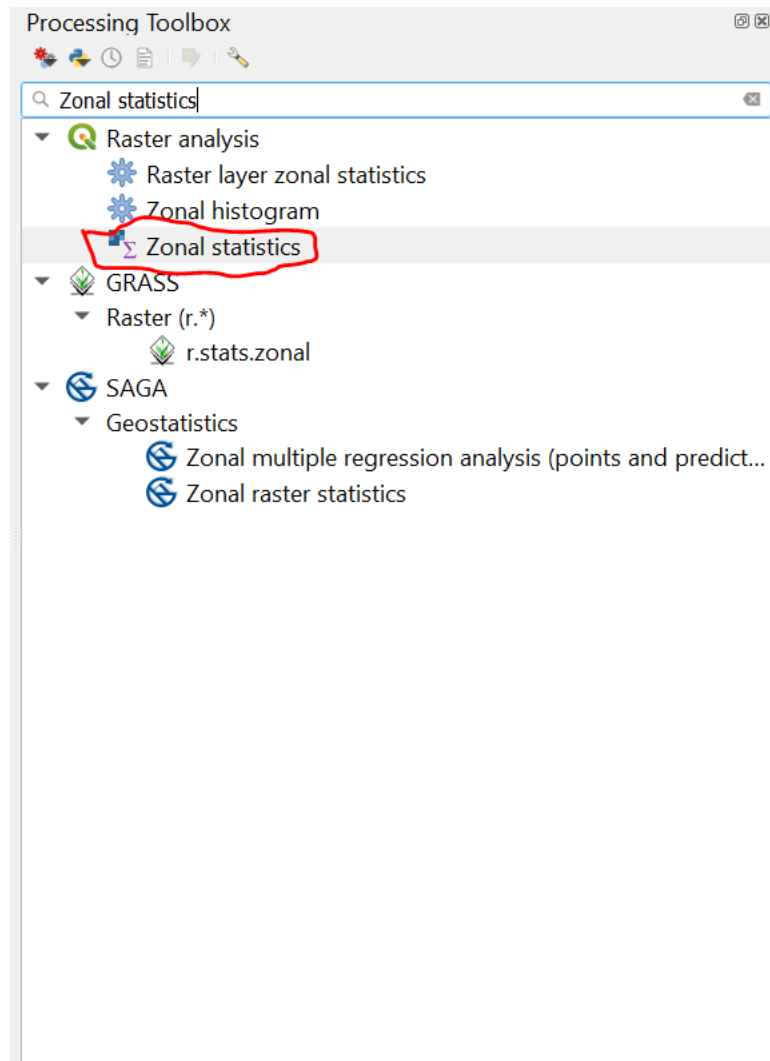 Processing Toolbox
Zonal statistics
Raster analysis
Raster layer zonal statistics
Zonal histogram
Zonal statistics
GRASS
Raster (r.*)
r.stats.zonal
SAGA
Geostatistics
Zonal multiple regression analysis (points and predict...
Zonal raster statistics